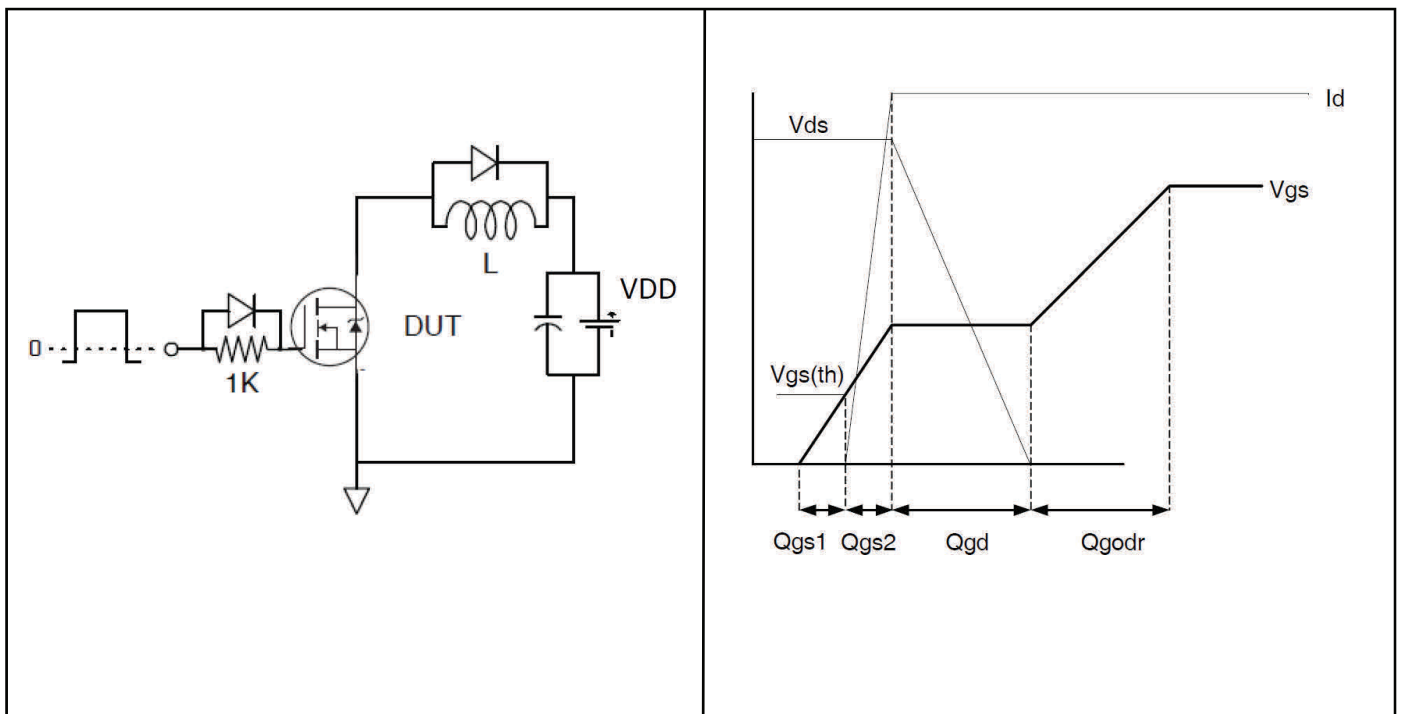 L
VDD
DUT
0
1K
Id
Vds
Vgs
Vgs(th)
Qgs1 Qgs2 Qgd Qgodr